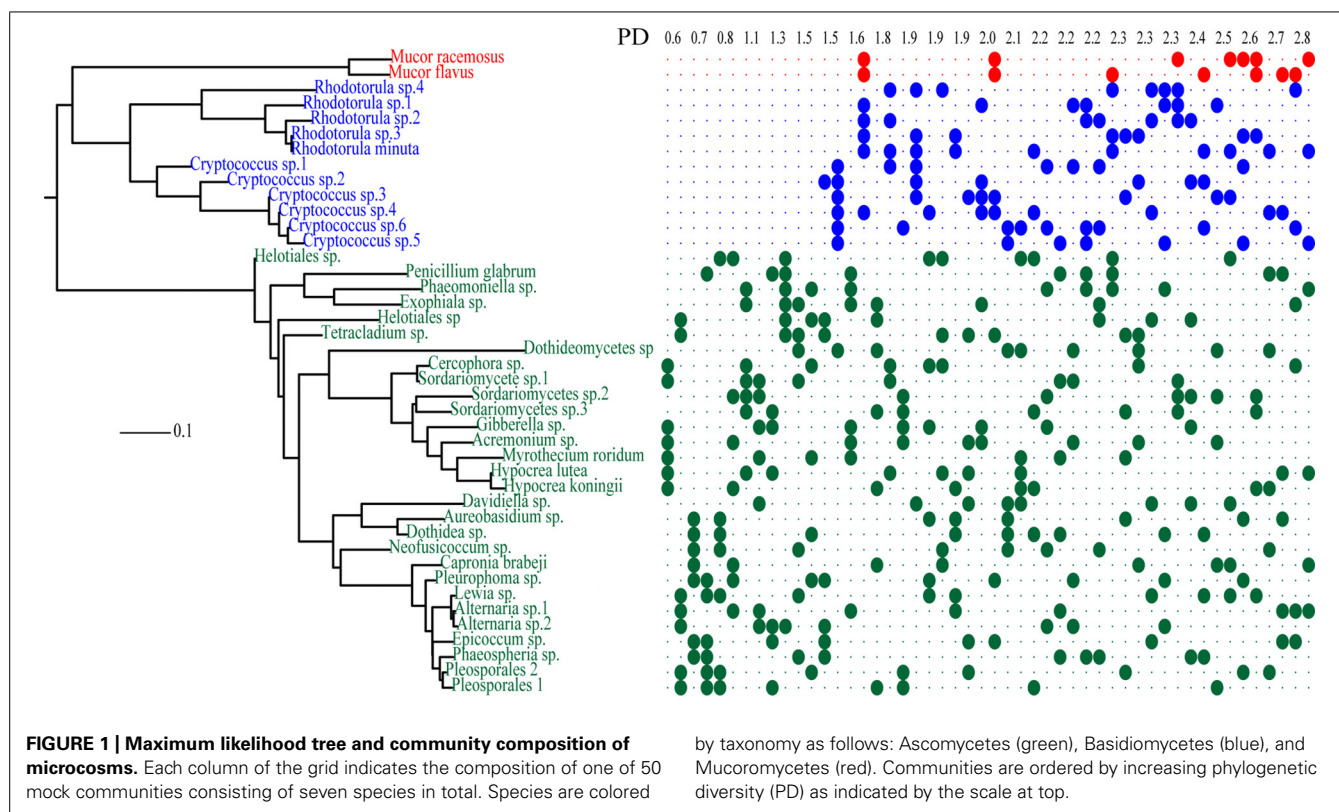 PD 0.6 0.7 0.8 1.1 1.3 1.5 1.5 1.6 1.8 1.9 1.9 1.9 2.0 2.1 2.2 2.2 2.2 2.3 2.3 2.4 2.5 2.6 2.7 2.8
Mucor racemosus
Mucor flavus
Rhodotorula sp.4
Rhodotorula sp.1
Rhodotorula sp.2
Rhodotorula sp.3
Rhodotorula minuta
Cryptococcus sp.1
Cryptococcus sp.2
Cryptococcus sp.3
Cryptococcus sp.4
Cryptococcus sp.6
Cryptococcus sp.5
Helotiales sp.
Penicillium glabrum
Phaeomoniella sp.
Exophiala sp.
Helotiales sp
Tetracladium sp.
Dothideomycetes sp
Cercophora sp.
Sordariomycete sp.1
Sordariomycetes sp.2
Sordariomycetes sp.3
Gibberella sp.
0.1
Acremonium sp.
Myrothecium roridum
Hypocrea lutea
Hypocrea koningii
Davidiella sp.
Aureobasidium sp.
Dothidea sp.
Neofusicoccum sp.
Capronia brabeji
Pleurophoma sp.
Lewia sp.
Alternaria sp.1
Alternaria sp.2
Epicoccum sp.
Phaeospheria sp.
Pleosporales 2
Pleosporales 1
FIGURE 1 | Maximum likelihood tree and community composition of
microcosms. Each column of the grid indicates the composition of one of 50
mock communities consisting of seven species in total. Species are colored
by taxonomy as follows: Ascomycetes (green), Basidiomycetes (blue), and
Mucoromycetes (red). Communities are ordered by increasing phylogenetic
diversity (PD) as indicated by the scale at top.